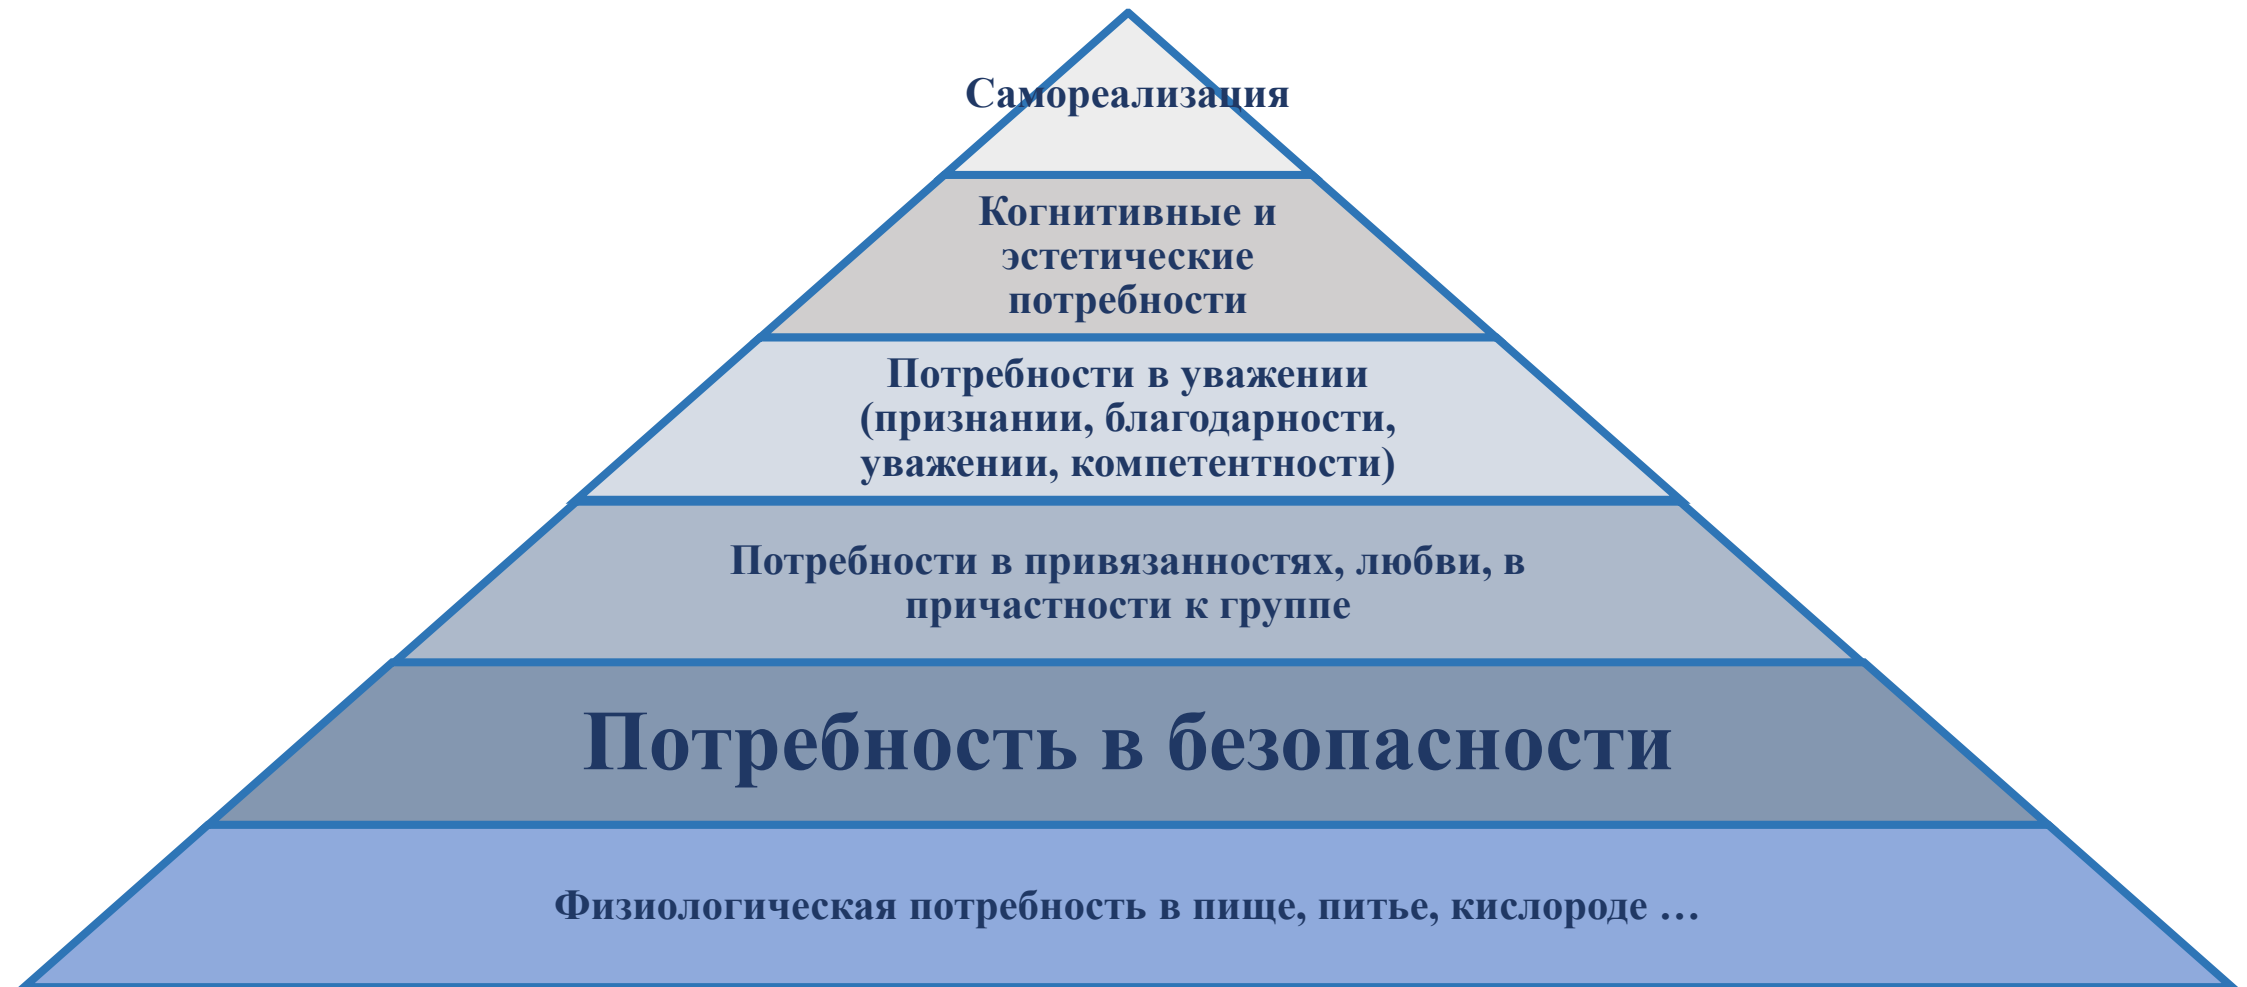 Самореализация
Когнитивные и
эстетические
потребности
Потребности в уважении
(признании, благодарности,
уважении, компетентности)
Потребности в привязанностях, любви, в
причастности к группе
Потребность в безопасности
Физиологическая потребность в пище, питье, кислороде …